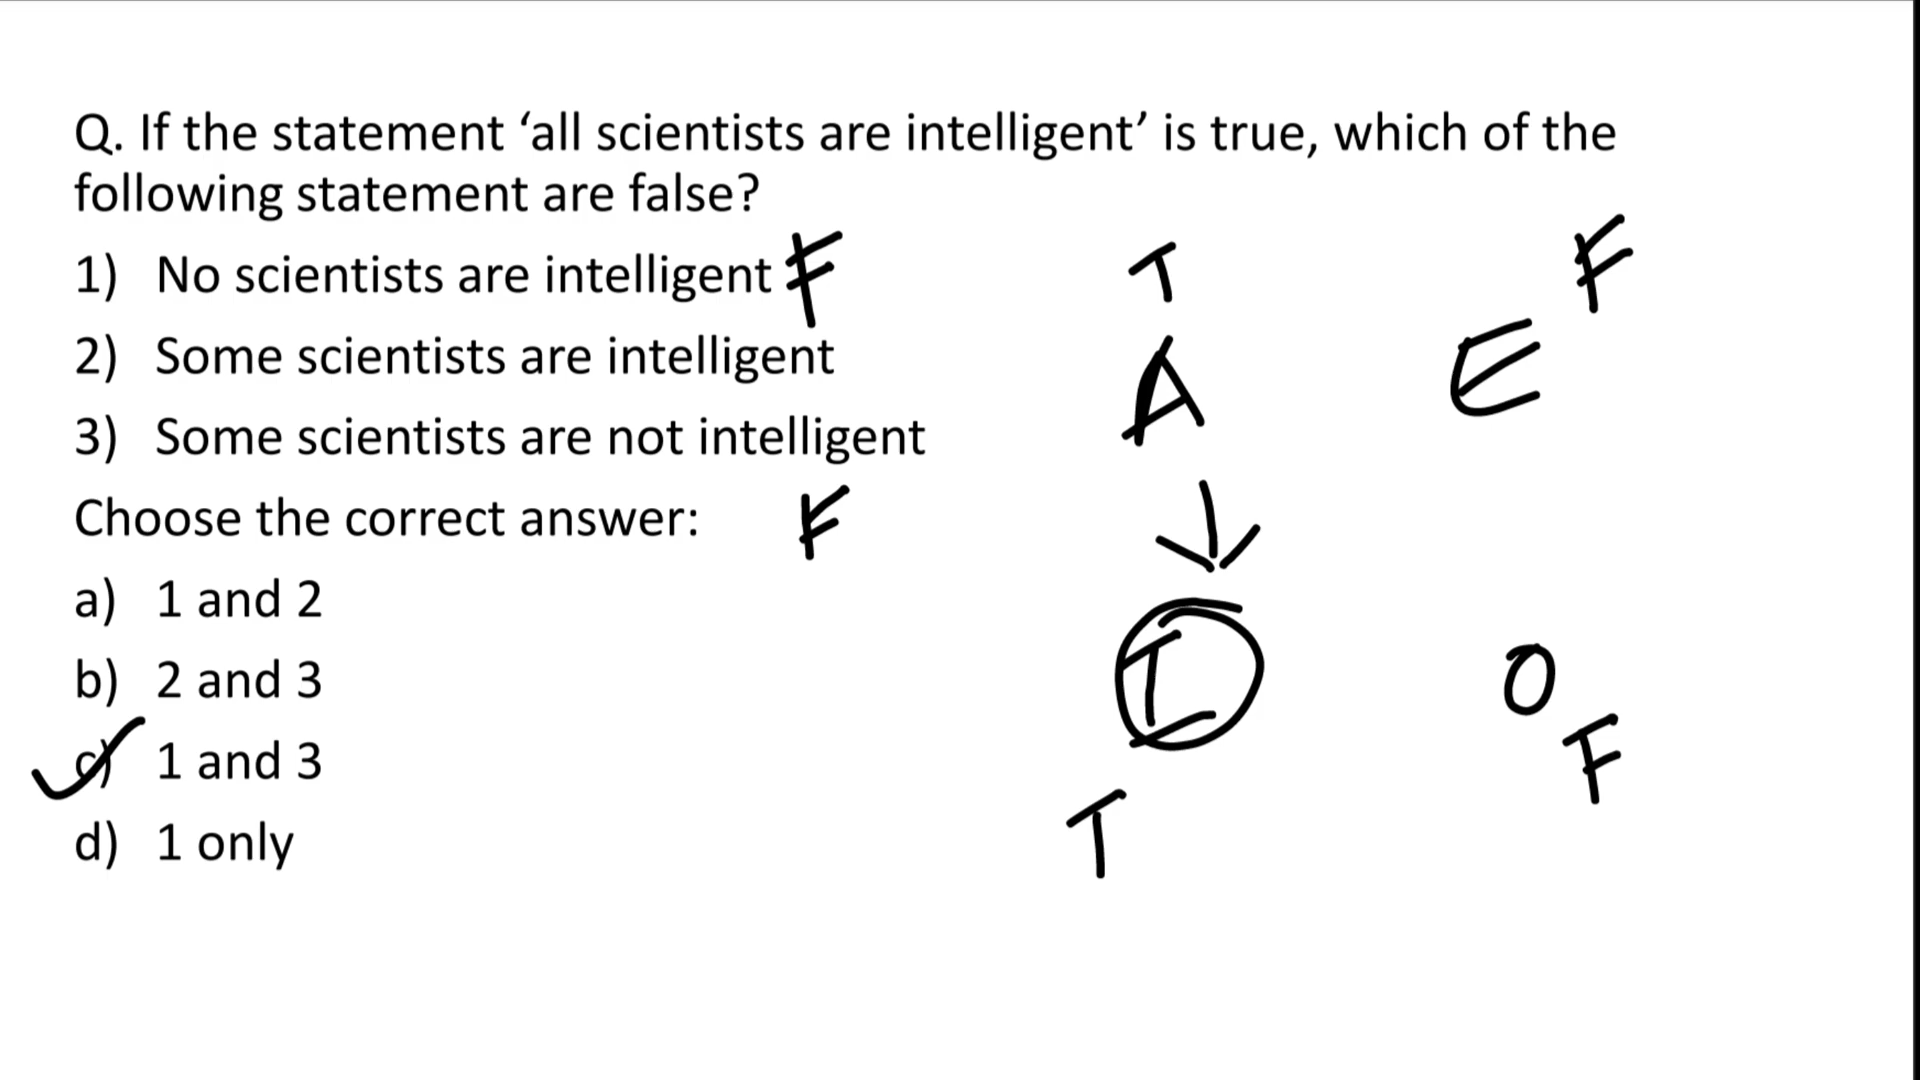 Q. If the statement ‘all scientists are intelligent’ is true, which of the
following statement are false?
1) No scientists are intelligent F
2) Some scientists are intelligent
3) Some scientists are not intelligent
Choose the correct answer: F
a) 1 and 2
b) 2 and 3
c) 1 and 3
d) 1 only
T F
A E
I O
T F